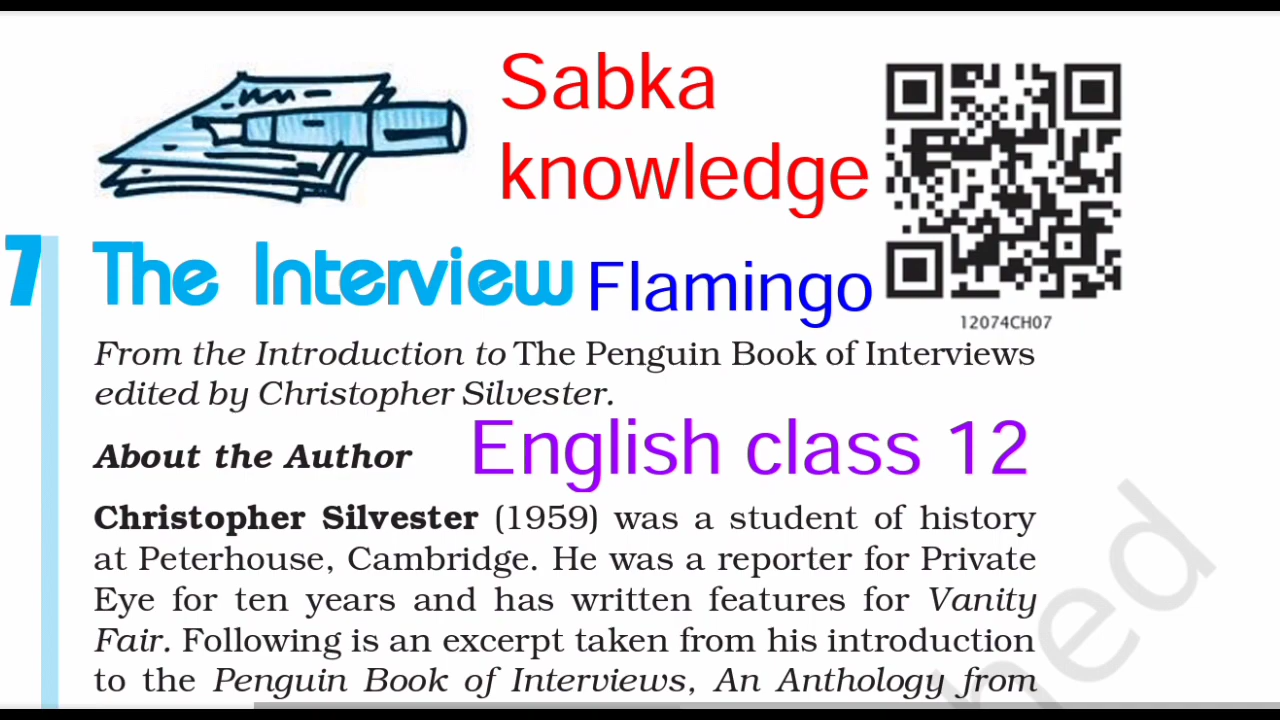 Sabka
knowledge
12074CH07
7 The Interview Flamingo
From the Introduction to The Penguin Book of Interviews
edited by Christopher Silvester.
About the Author English class 12
Christopher Silvester (1959) was a student of history
at Peterhouse, Cambridge. He was a reporter for Private
Eye for ten years and has written features for Vanity
Fair. Following is an excerpt taken from his introduction
to the Penguin Book of Interviews, An Anthology from